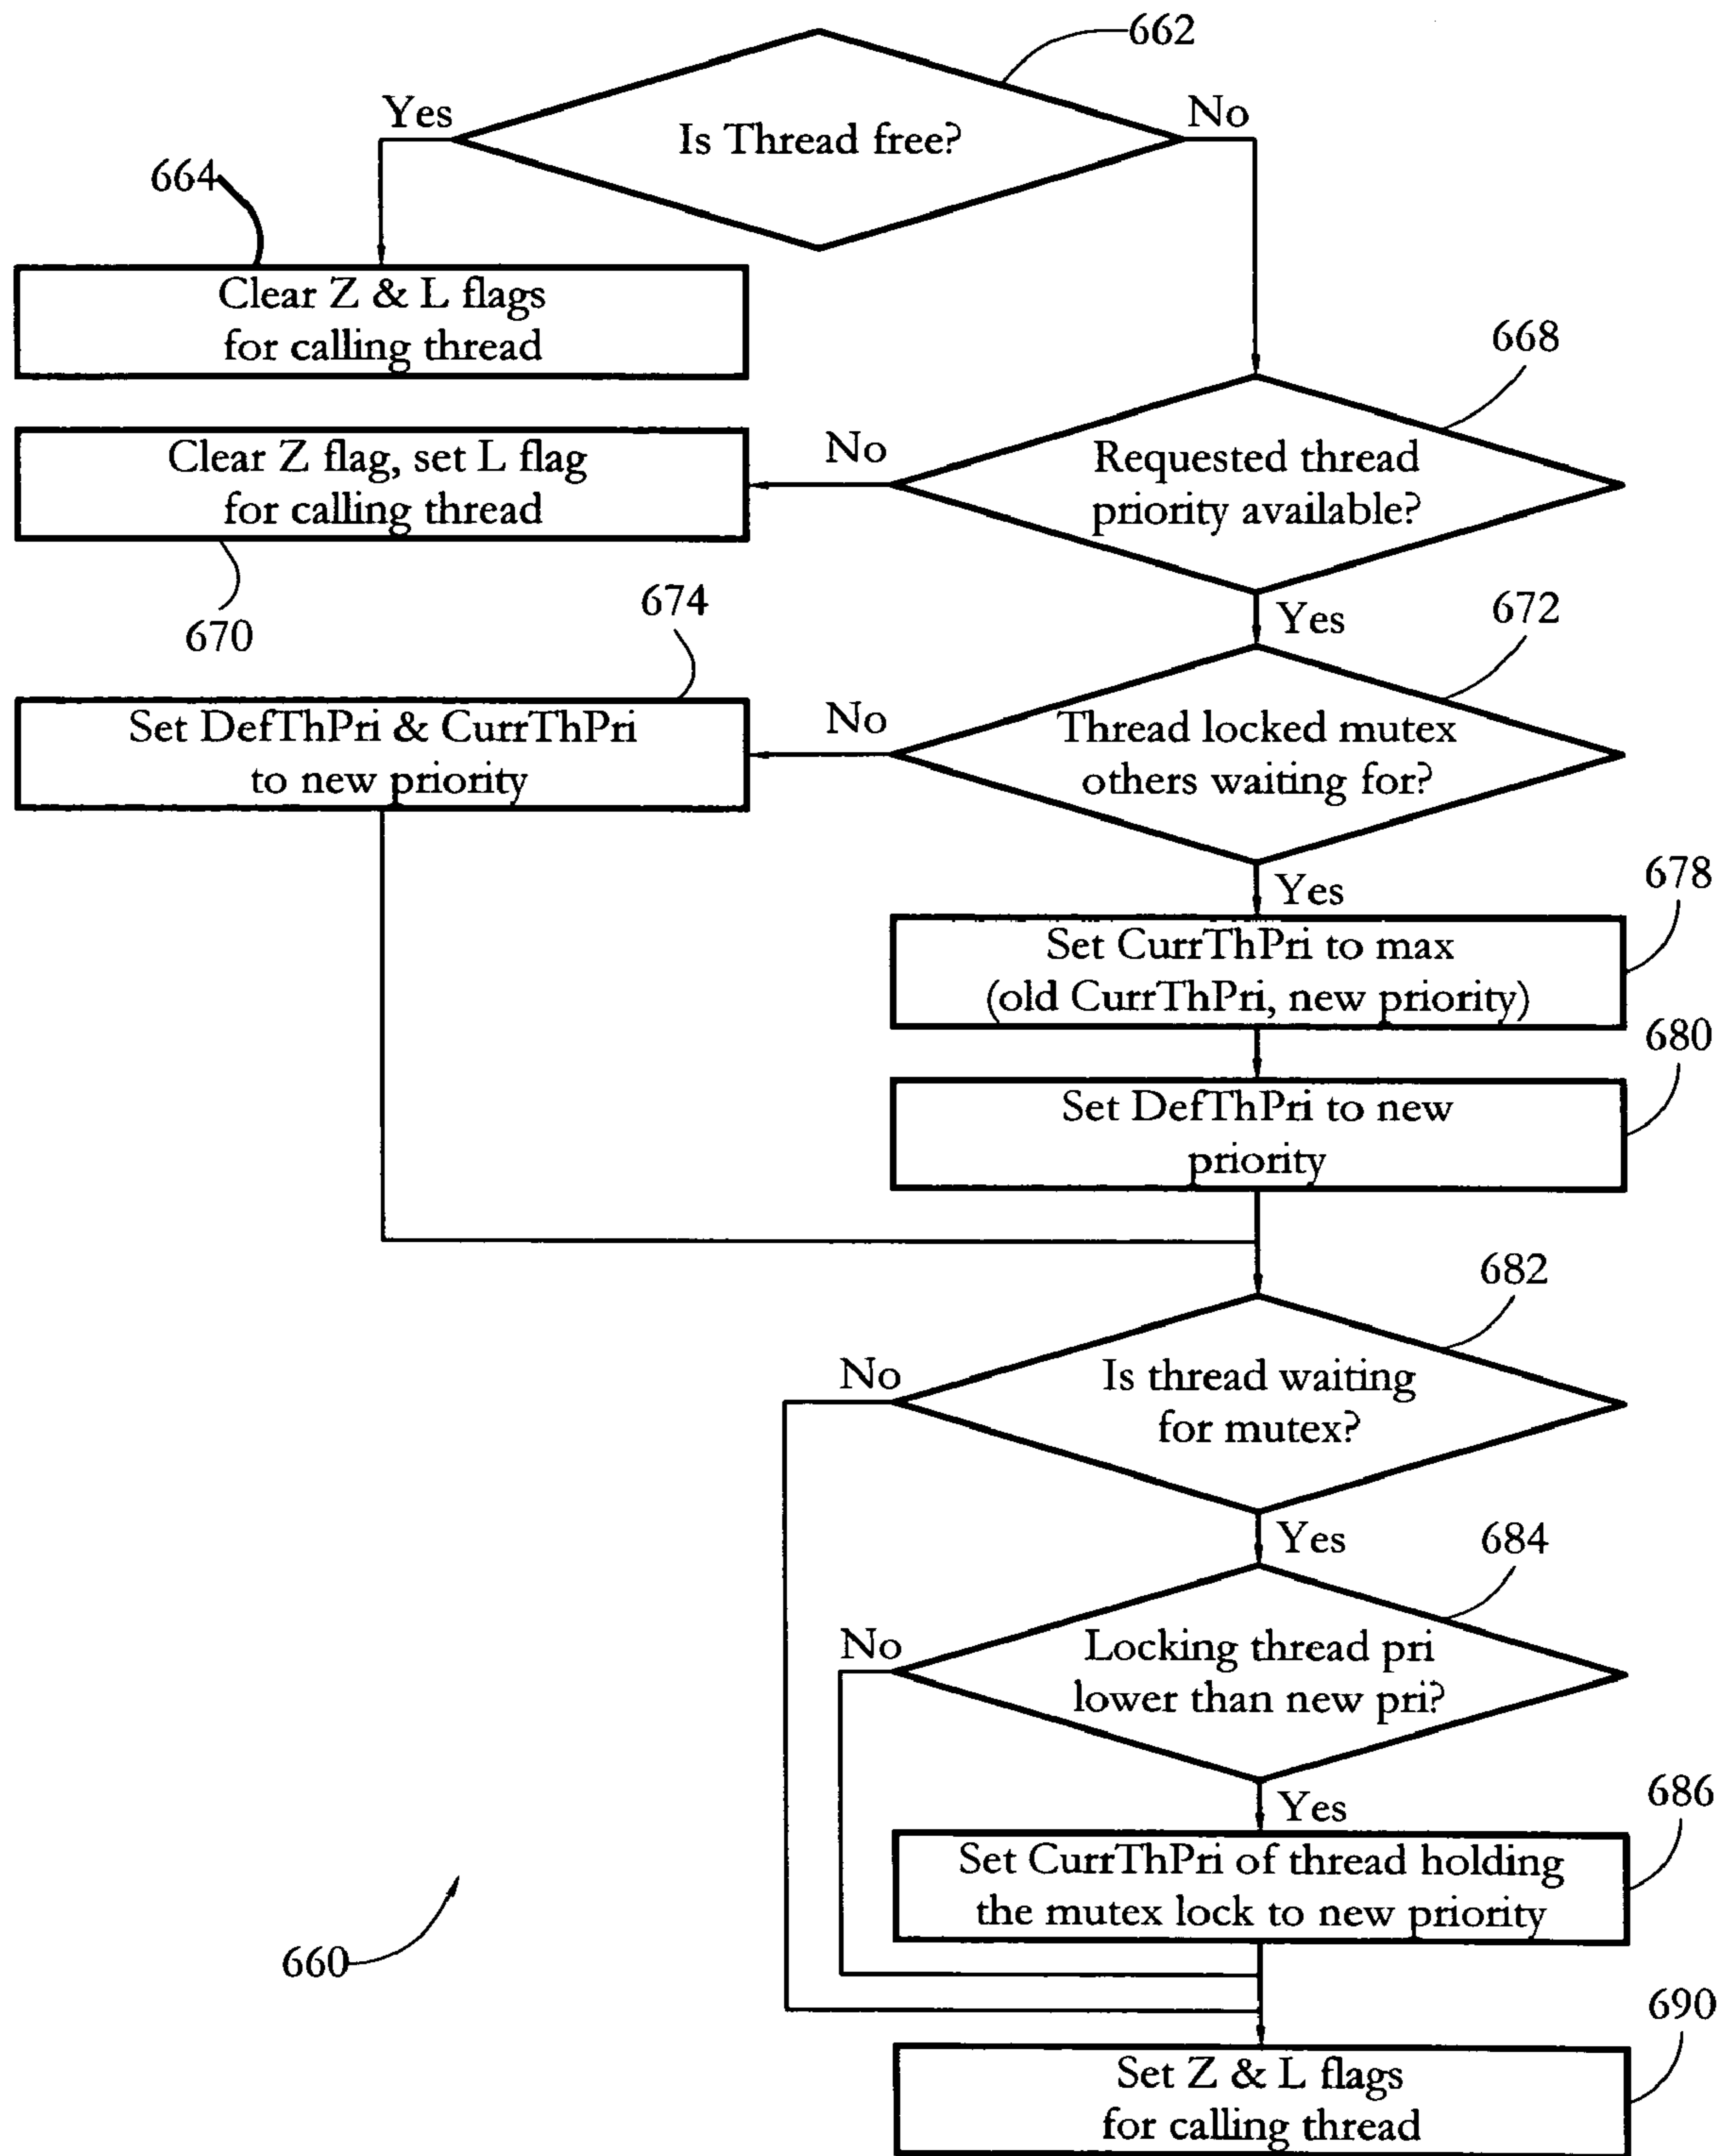 662
Yes
No
Is Thread free?
664
Clear Z & L flags
for calling thread
668
Requested thread
priority available?
No
Clear Z flag, set L flag
for calling thread
670
Yes
672
674
Thread locked mutex
others waiting for?
No
Set DefThPri & CurrThPri
to new priority
Yes
678
Set CurrThPri to max
(old CurrThPri, new priority)
680
Set DefThPri to new
priority
682
Is thread waiting
for mutex?
No
Yes
684
Locking thread pri
lower than new pri?
No
Yes
686
Set CurrThPri of thread holding
the mutex lock to new priority
660
690
Set Z & L flags
for calling thread